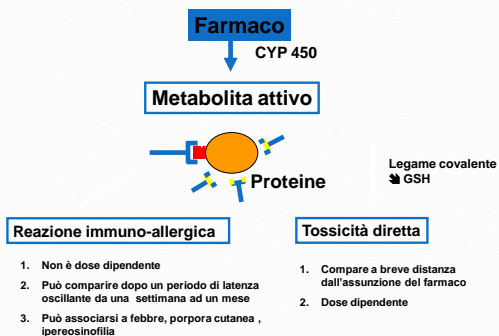 Farmaco
CYP 450
Metabolita attivo
Proteine
Legame covalente
🢆 GSH
Reazione immuno-allergica
1. Non è dose dipendente
2. Può comparire dopo un periodo di latenza
oscillante da una settimana ad un mese
3. Può associarsi a febbre, porpora cutanea ,
ipereosinofilia
Tossicità diretta
1. Compare a breve distanza
dall'assunzione del farmaco
2. Dose dipendente